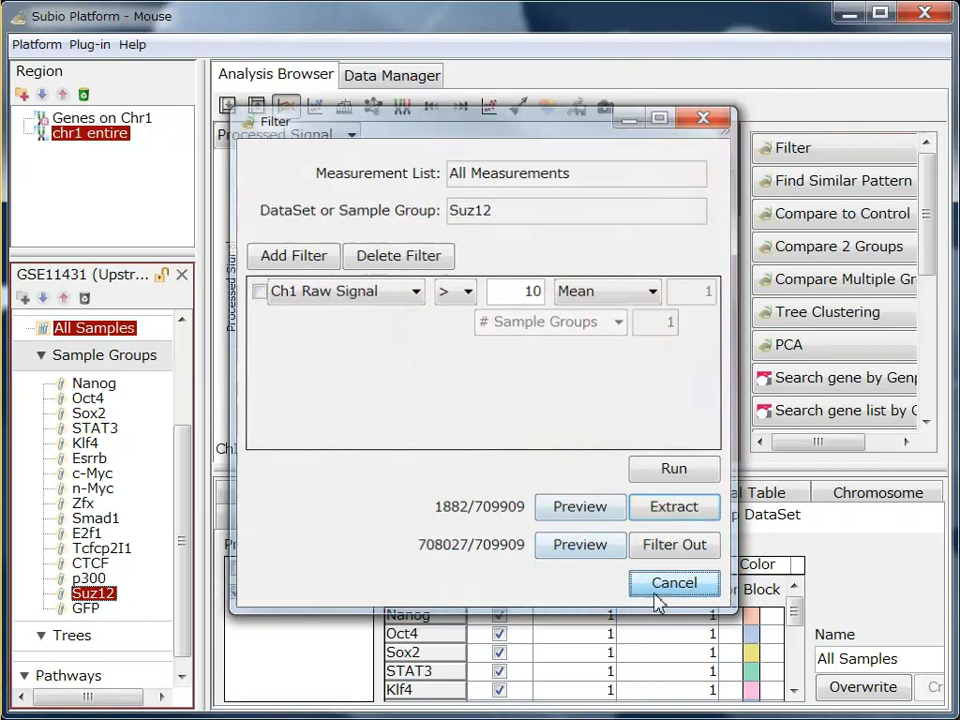 Subio Platform - Mouse
Platform Plug-in Help
Region
Genes on Chr1
chr1 entire
Analysis Browser
Data Manager
Processed Signal
Filter
Measurement List: All Measurements
DataSet or Sample Group: Suz12
Add Filter
Delete Filter
Ch1 Raw Signal > 10 Mean 1
# Sample Groups 1
Run
1882/709909 Preview Extract
708027/709909 Preview Filter Out
Cancel
Filter
Find Similar Pattern
Compare to Control
Compare 2 Groups
Compare Multiple Gr
Tree Clustering
PCA
Search gene by Genp
Search gene list by G
GSE11431 (Upstr...
All Samples
Sample Groups
Nanog
Oct4
Sox2
STAT3
Klf4
Esrrb
c-Myc
n-Myc
Zfx
Smad1
E2f1
Tcfcp2I1
CTCF
p300
Suz12
GFP
Trees
Pathways
al Table
Chromosome
DataSet
Color
Block
Nanog 1 1
Oct4 1 1
Sox2 1 1
STAT3 1 1
Klf4 1 1
Name
All Samples
Overwrite